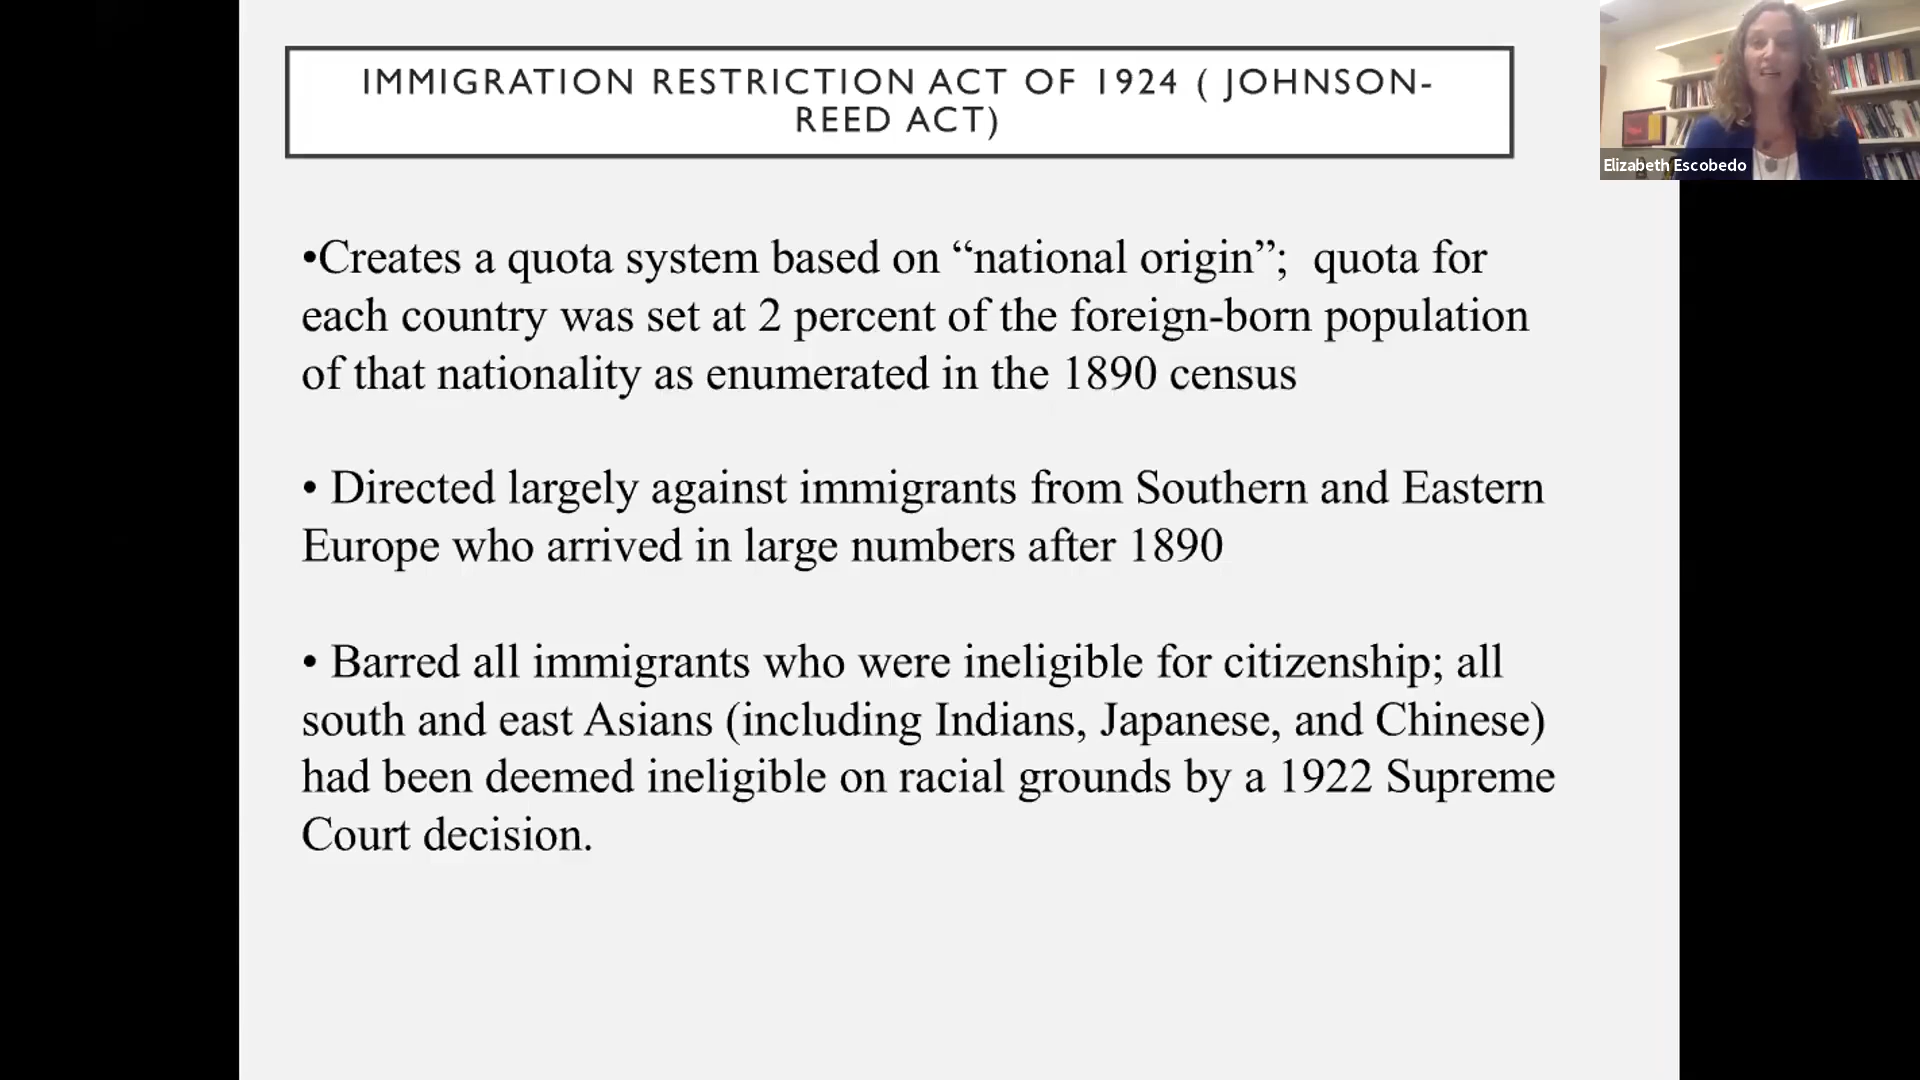 IMMIGRATION RESTRICTION ACT OF 1924 ( JOHNSON-
REED ACT)
Elizabeth Escobedo
•Creates a quota system based on “national origin”;  quota for
each country was set at 2 percent of the foreign-born population
of that nationality as enumerated in the 1890 census
• Directed largely against immigrants from Southern and Eastern
Europe who arrived in large numbers after 1890
• Barred all immigrants who were ineligible for citizenship; all
south and east Asians (including Indians, Japanese, and Chinese)
had been deemed ineligible on racial grounds by a 1922 Supreme
Court decision.